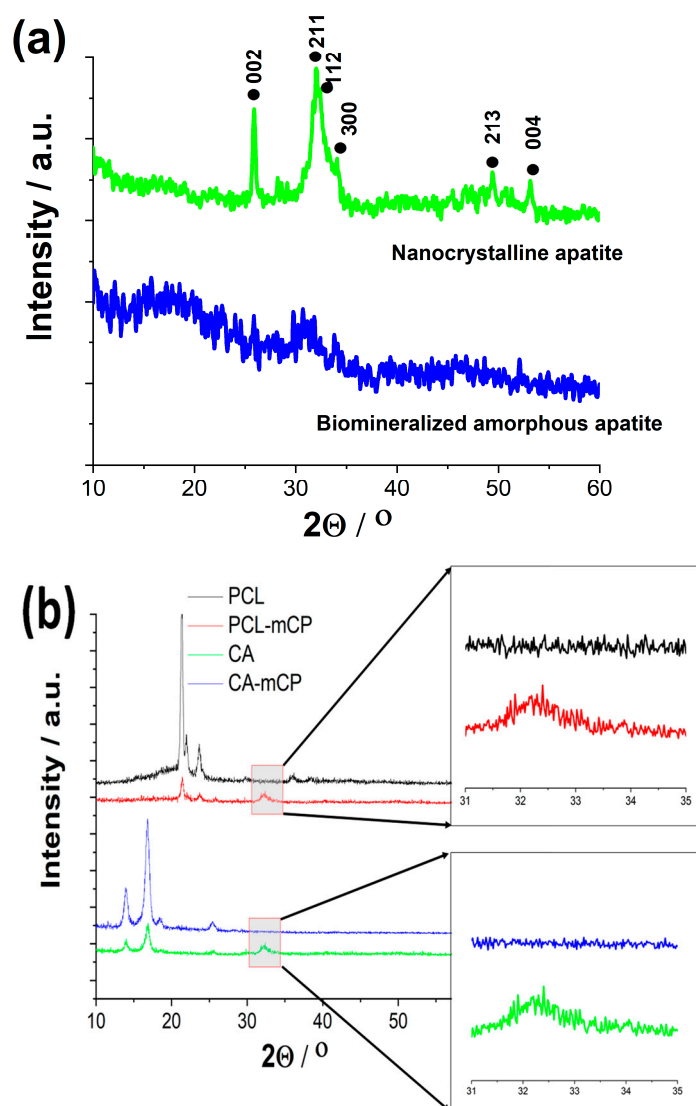 (a)
211
002
112
300
213
004
Intensity / a.u.
Nanocrystalline apatite
Biomineralized amorphous apatite
10 20 30 40 50 60
2Θ / °
(b)
PCL
PCL-mCP
CA
CA-mCP
Intensity / a.u.
10 20 30 40 50
2Θ / °
31 32 33 34 35
31 32 33 34 35